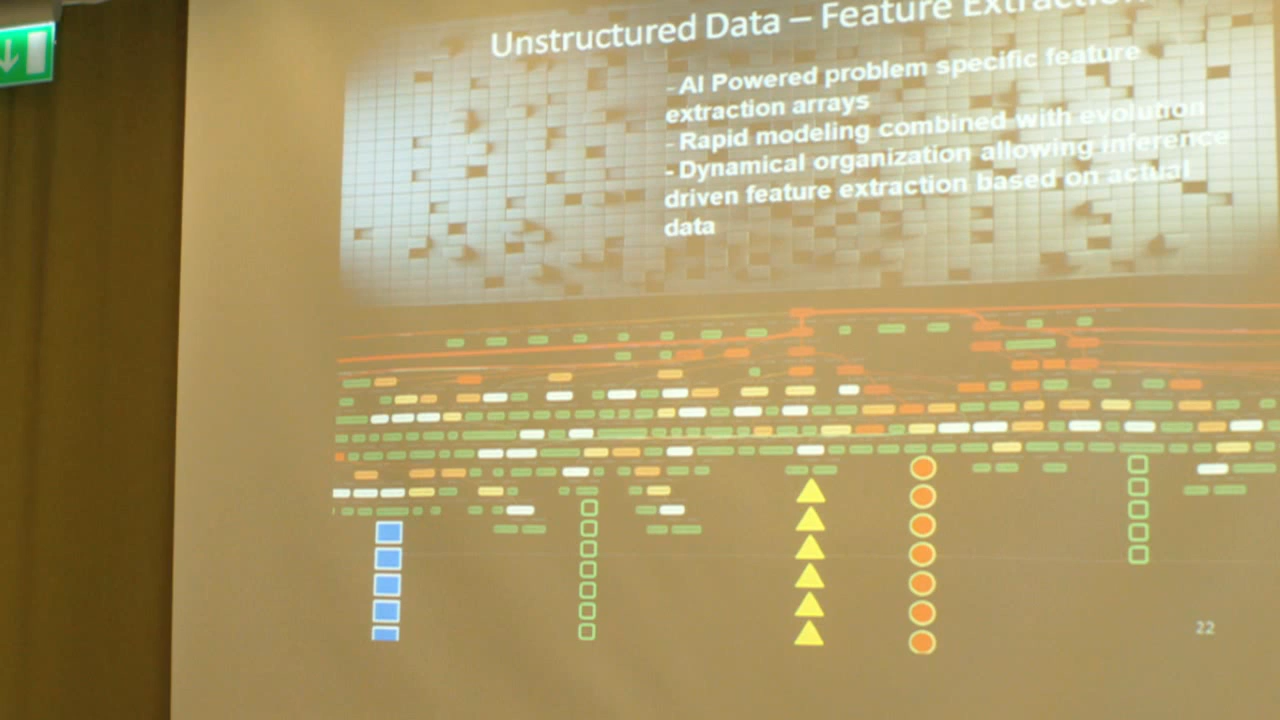 Unstructured Data – Feature Extraction
- AI Powered problem specific feature
extraction arrays
- Rapid modeling combined with evolution
- Dynamical organization allowing inference
driven feature extraction based on actual
data
22